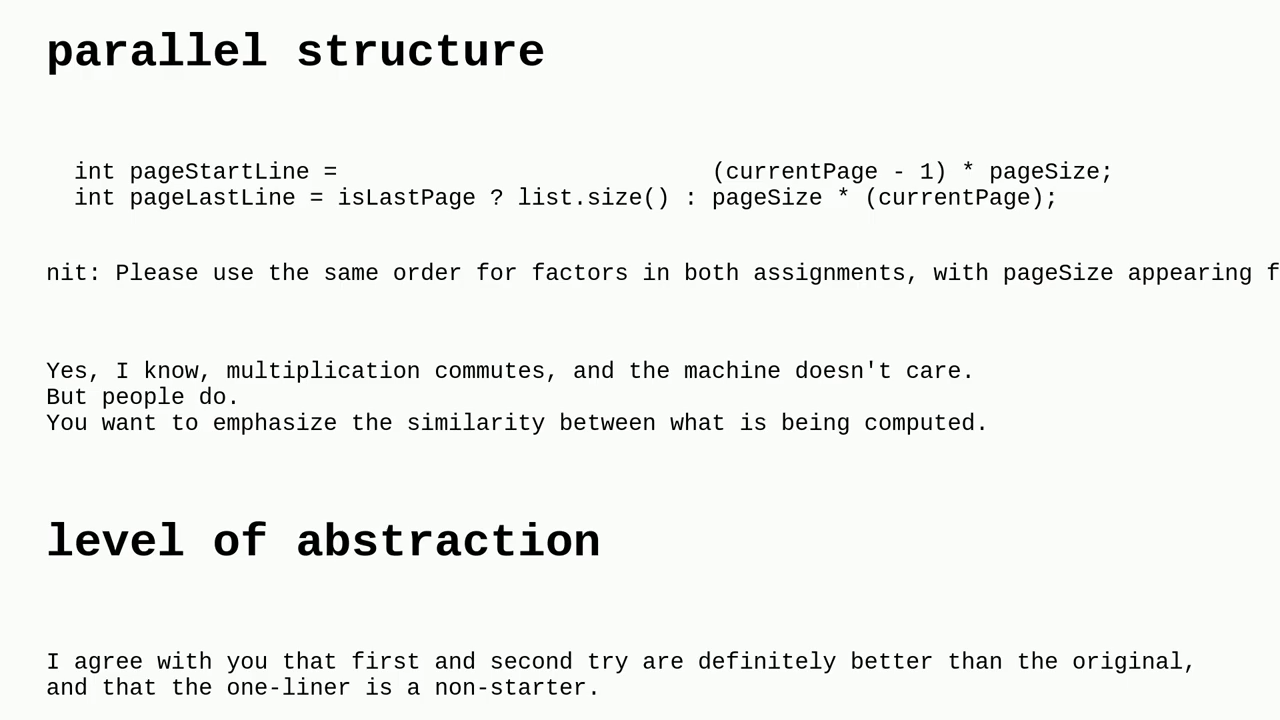 parallel structure
int pageStartLine =                           (currentPage - 1) * pageSize;
int pageLastLine = isLastPage ? list.size() : pageSize * (currentPage);
nit: Please use the same order for factors in both assignments, with pageSize appearing
Yes, I know, multiplication commutes, and the machine doesn't care.
But people do.
You want to emphasize the similarity between what is being computed.
level of abstraction
I agree with you that first and second try are definitely better than the original,
and that the one-liner is a non-starter.